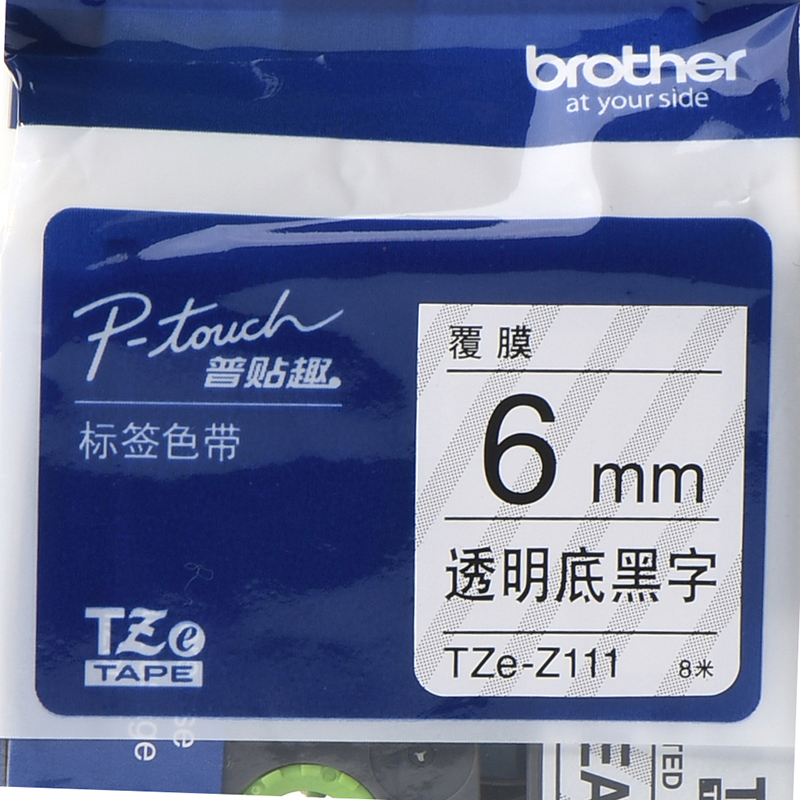 brother
at your side
P-touch
普贴趣
标签色带
覆膜
6 mm
透明底黑字
TZe-Z111 8米
TZe
TAPE